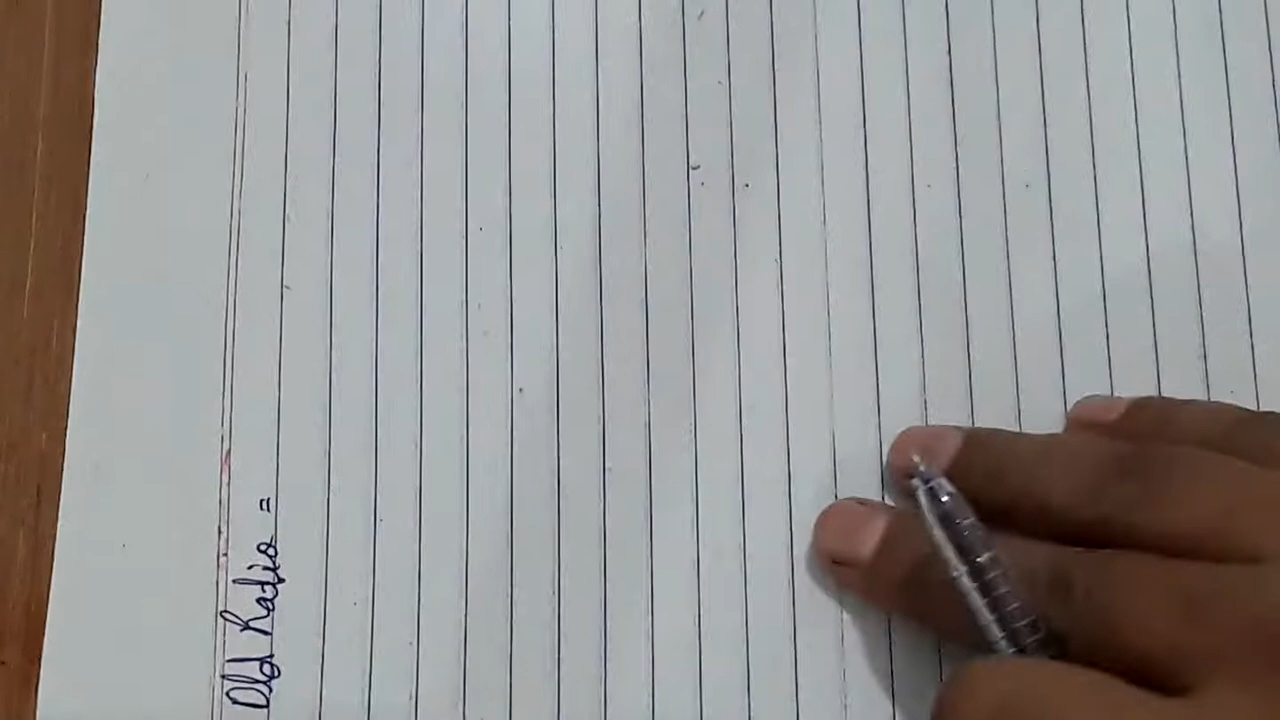 Old Ratio =